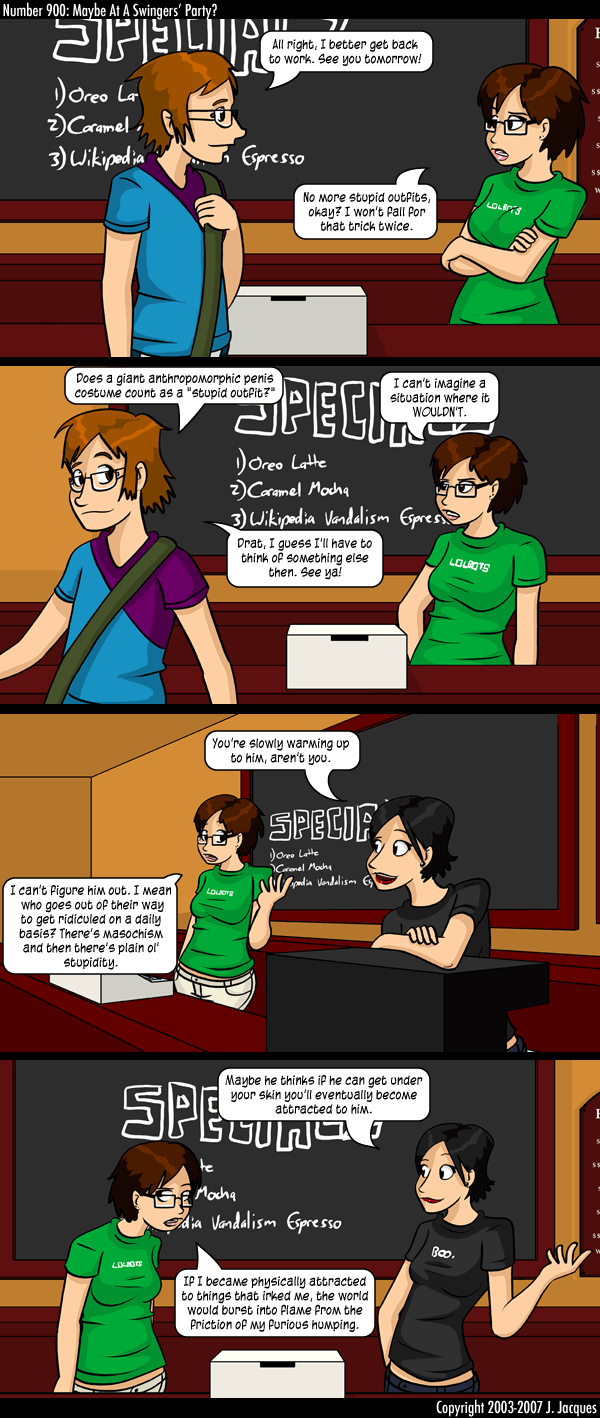 Number 900: Maybe At A Swingers' Party?
SPECIALS
All right, I better get back
to work. See you tomorrow!
1) Oreo La
2) Caramel
3) Wikipedia m Espresso
No more stupid outfits,
okay? I won't fall for
that trick twice.
LOLBOTS
Does a giant anthropomorphic penis
costume count as a "stupid outfit?"
I can't imagine a
situation where it
WOULDN'T.
SPECIALS
1) Oreo Latte
2) Caramel Mocha
3) Wikipedia Vandalism Espress
Drat, I guess I'll have to
think of something else
then. See ya!
LOLBOTS
You're slowly warming up
to him, aren't you.
SPECIA
1) Oreo Latte
Caramel Mocha
ipedia Vandalism Es
I can't figure him out. I mean
who goes out of their way
to get ridiculed on a daily
basis? There's masochism
and then there's plain ol'
stupidity.
LOLBOTS
Maybe he thinks if he can get under
your skin you'll eventually become
attracted to him.
SPECIALS
te
Mocha
pedia Vandalism Espresso
LOLBOTS
BOO.
If I became physically attracted
to things that irked me, the world
would burst into flame from the
friction of my furious humping.
Copyright 2003-2007 J. Jacques